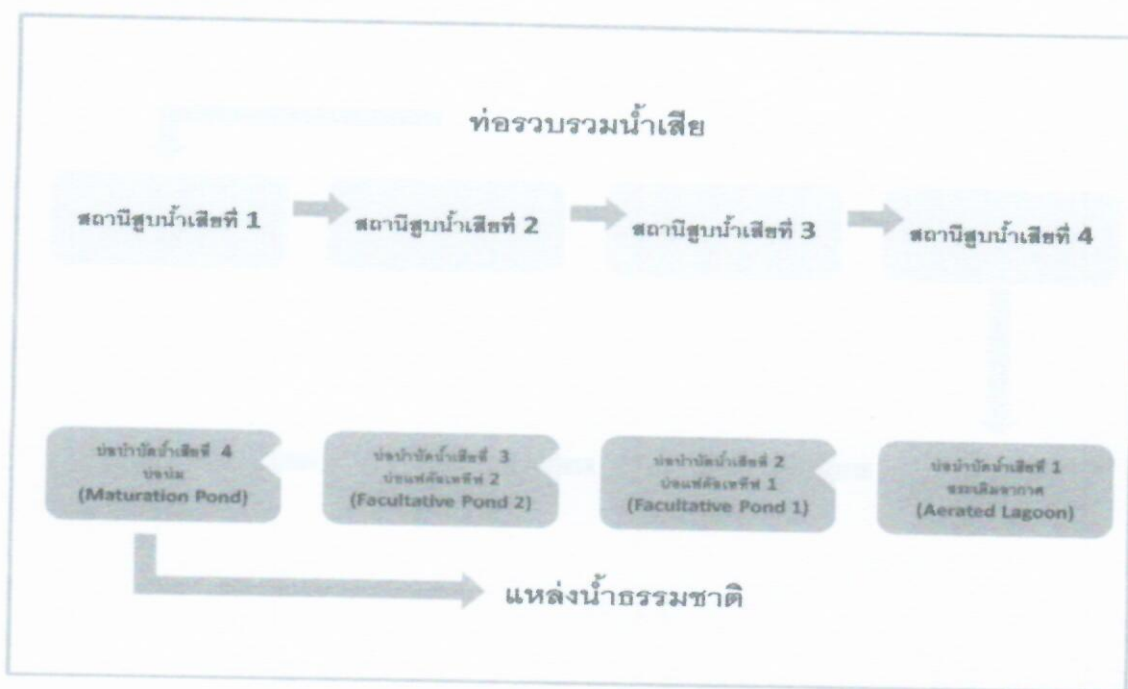 ท่อรวบรวมน้ำเสีย
สถานีสูบน้ำเสียที่ 1
สถานีสูบน้ำเสียที่ 2
สถานีสูบน้ำเสียที่ 3
สถานีสูบน้ำเสียที่ 4
บ่อบำบัดน้ำเสียที่ 4
บ่อบ่ม
(Maturation Pond)
บ่อบำบัดน้ำเสียที่ 3
บ่อแฟคัลเททีฟ 2
(Facultative Pond 2)
บ่อบำบัดน้ำเสียที่ 2
บ่อแฟคัลเททีฟ 1
(Facultative Pond 1)
บ่อบำบัดน้ำเสียที่ 1
สระเติมอากาศ
(Aerated Lagoon)
แหล่งน้ำธรรมชาติ